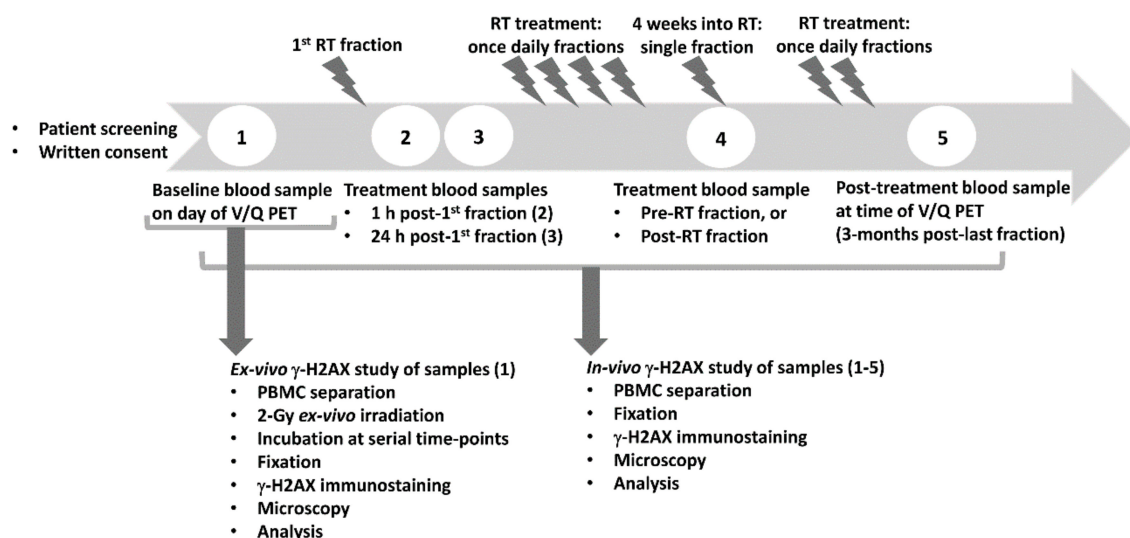 1st RT fraction
RT treatment:
once daily fractions
4 weeks into RT:
single fraction
RT treatment:
once daily fractions
• Patient screening
• Written consent
1
2
3
4
5
Baseline blood sample
on day of V/Q PET
Treatment blood samples
• 1 h post-1st fraction (2)
• 24 h post-1st fraction (3)
Treatment blood sample
• Pre-RT fraction, or
• Post-RT fraction
Post-treatment blood sample
at time of V/Q PET
(3-months post-last fraction)
Ex-vivo γ-H2AX study of samples (1)
• PBMC separation
• 2-Gy ex-vivo irradiation
• Incubation at serial time-points
• Fixation
• γ-H2AX immunostaining
• Microscopy
• Analysis
In-vivo γ-H2AX study of samples (1-5)
• PBMC separation
• Fixation
• γ-H2AX immunostaining
• Microscopy
• Analysis